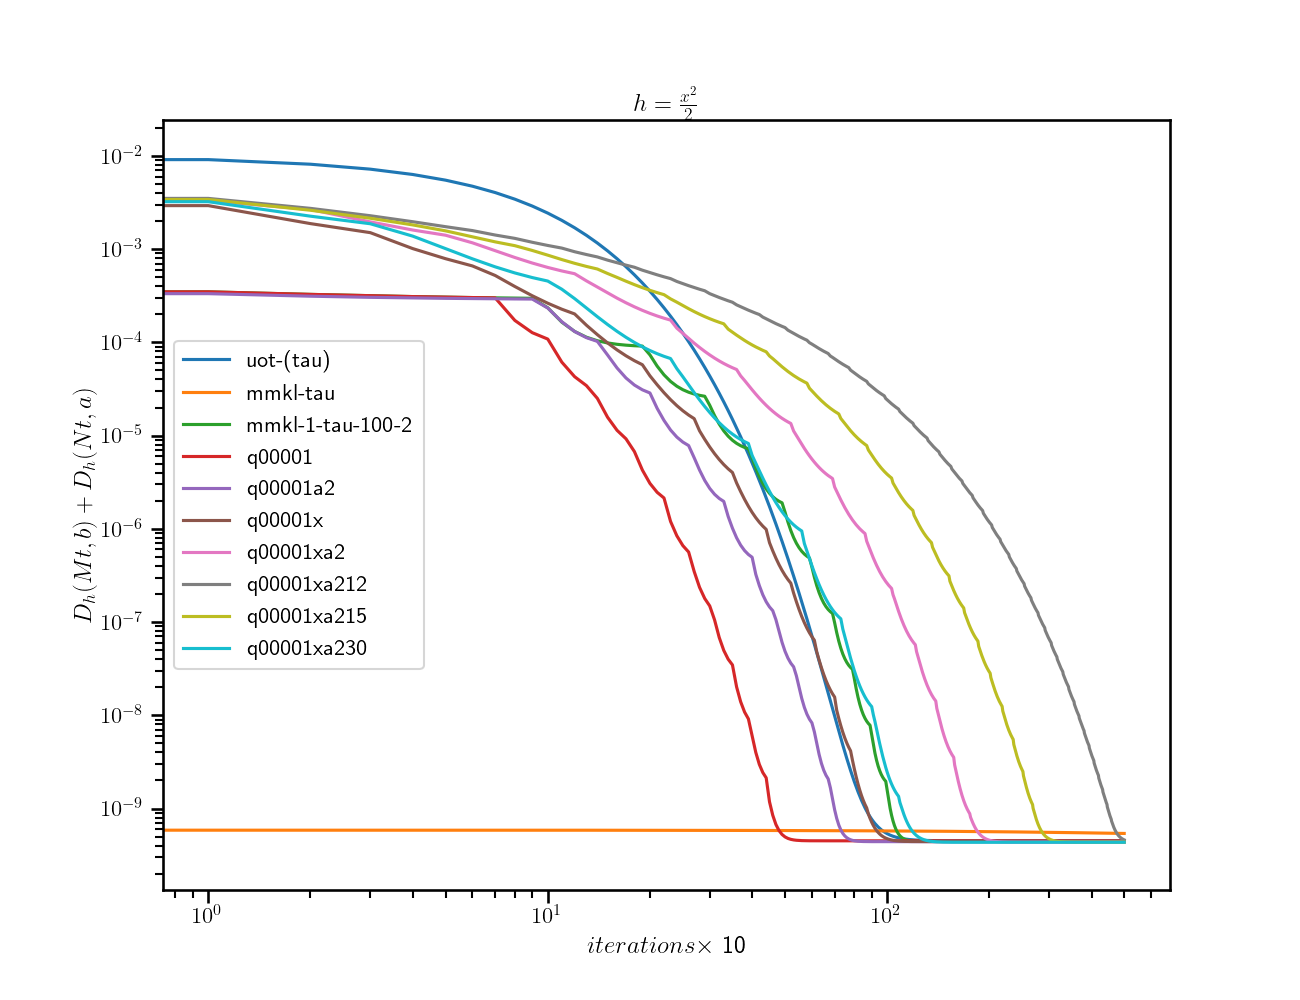 h = x²/2
D_h(Mt, b) + D_h(Nt, a)
10⁻²
10⁻³
10⁻⁴
10⁻⁵
10⁻⁶
10⁻⁷
10⁻⁸
10⁻⁹
uot-(tau)
mmkl-tau
mmkl-1-tau-100-2
q00001
q00001a2
q00001x
q00001xa2
q00001xa212
q00001xa215
q00001xa230
10⁰
10¹
10²
iterations× 10